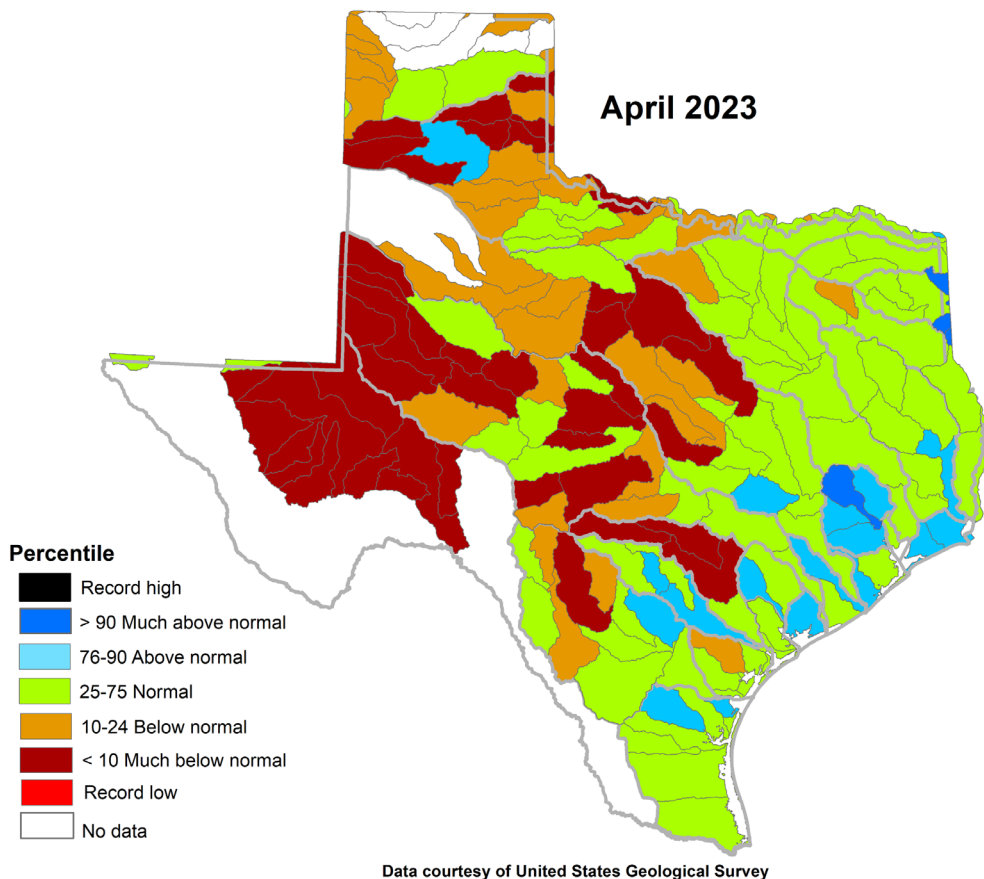 April 2023
Percentile
Record high
> 90 Much above normal
76-90 Above normal
25-75 Normal
10-24 Below normal
< 10 Much below normal
Record low
No data
Data courtesy of United States Geological Survey